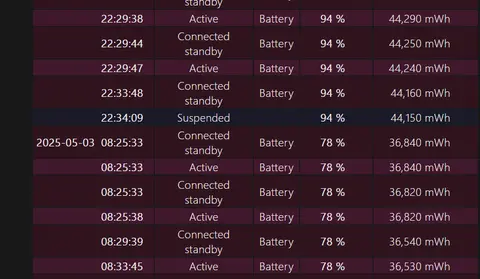 standby
22:29:38 Active Battery 94 % 44,290 mWh
22:29:44 Connected standby Battery 94 % 44,250 mWh
22:29:47 Active Battery 94 % 44,240 mWh
22:33:48 Connected standby Battery 94 % 44,160 mWh
22:34:09 Suspended 94 % 44,150 mWh
2025-05-03 08:25:33 Connected standby Battery 78 % 36,840 mWh
08:25:33 Active Battery 78 % 36,840 mWh
08:25:33 Connected standby Battery 78 % 36,820 mWh
08:25:38 Active Battery 78 % 36,820 mWh
08:29:39 Connected standby Battery 78 % 36,540 mWh
08:33:45 Active Battery 78 % 36,530 mWh